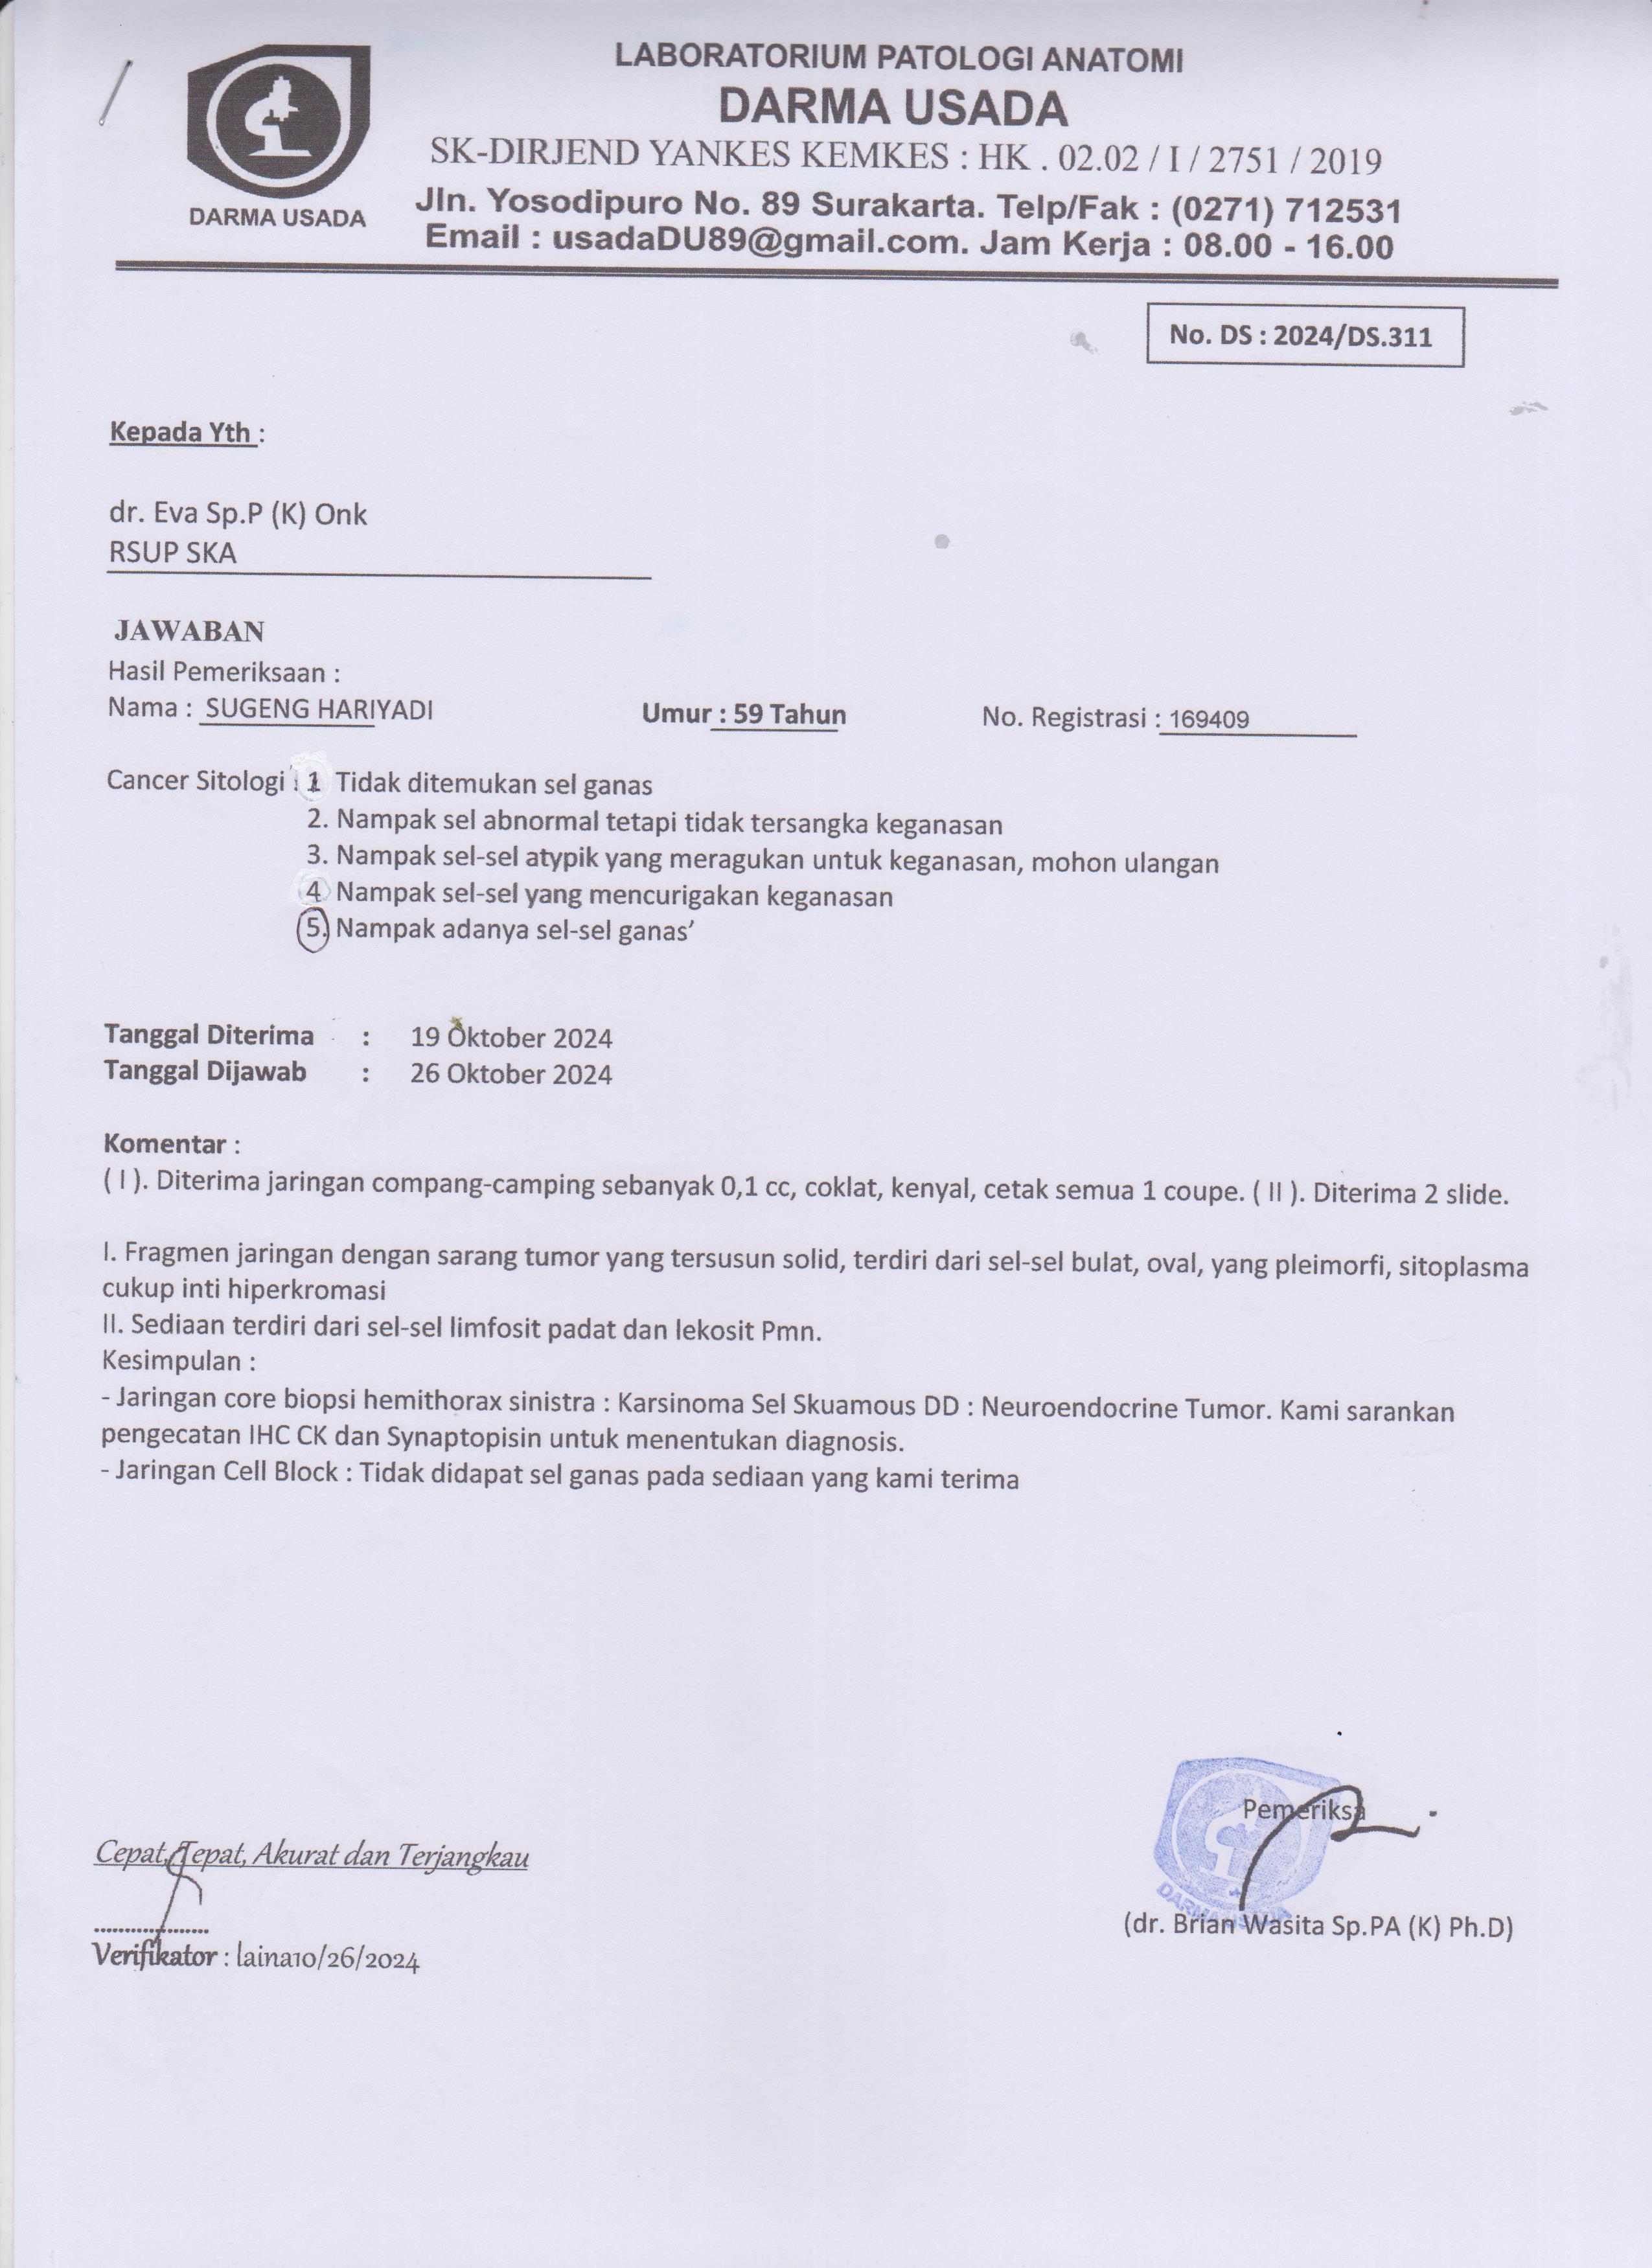 LABORATORIUM PATOLOGI ANATOMI
DARMA USADA
SK-DIRJEND YANKES KEMKES : HK . 02.02 / I / 2751 / 2019
Jln. Yosodipuro No. 89 Surakarta. Telp/Fak : (0271) 712531
Email : usadaDU89@gmail.com. Jam Kerja : 08.00 - 16.00
DARMA USADA
No. DS : 2024/DS.311
Kepada Yth :
dr. Eva Sp.P (K) Onk
RSUP SKA
JAWABAN
Hasil Pemeriksaan :
Nama : SUGENG HARIYADI Umur : 59 Tahun No. Registrasi : 169409
Cancer Sitologi : 1 Tidak ditemukan sel ganas
2. Nampak sel abnormal tetapi tidak tersangka keganasan
3. Nampak sel-sel atypik yang meragukan untuk keganasan, mohon ulangan
4 Nampak sel-sel yang mencurigakan keganasan
5. Nampak adanya sel-sel ganas’
Tanggal Diterima : 19 Oktober 2024
Tanggal Dijawab : 26 Oktober 2024
Komentar :
( I ). Diterima jaringan compang-camping sebanyak 0,1 cc, coklat, kenyal, cetak semua 1 coupe. ( II ). Diterima 2 slide.
I. Fragmen jaringan dengan sarang tumor yang tersusun solid, terdiri dari sel-sel bulat, oval, yang pleimorfi, sitoplasma
cukup inti hiperkromasi
II. Sediaan terdiri dari sel-sel limfosit padat dan lekosit Pmn.
Kesimpulan :
- Jaringan core biopsi hemithorax sinistra : Karsinoma Sel Skuamous DD : Neuroendocrine Tumor. Kami sarankan
pengecatan IHC CK dan Synaptopisin untuk menentukan diagnosis.
- Jaringan Cell Block : Tidak didapat sel ganas pada sediaan yang kami terima
Pemeriksa
DARMA USADA
(dr. Brian Wasita Sp.PA (K) Ph.D)
Cepat, Tepat, Akurat dan Terjangkau
....................
Verifikator : laina10/26/2024